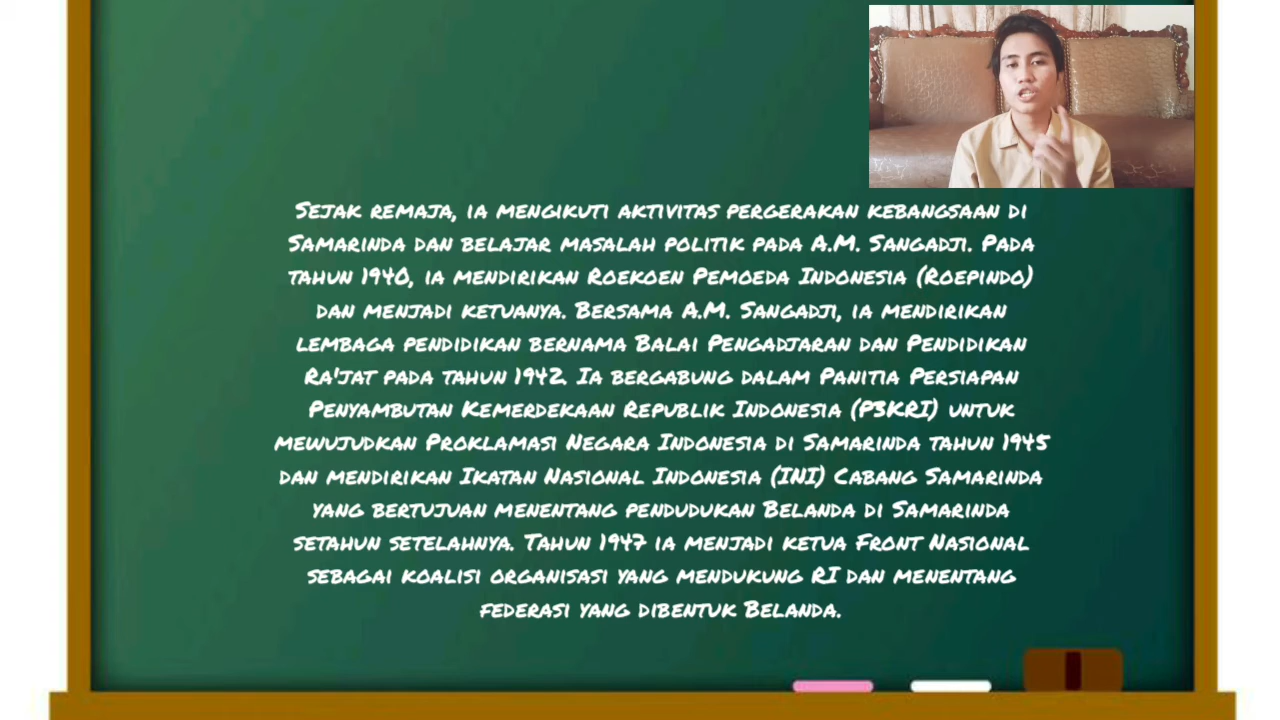 Sejak remaja, ia mengikuti aktivitas pergerakan kebangsaan di
Samarinda dan belajar masalah politik pada A.M. Sangadji. Pada
tahun 1940, ia mendirikan Roekoen Pemoeda Indonesia (Roepindo)
dan menjadi ketuanya. Bersama A.M. Sangadji, ia mendirikan
lembaga pendidikan bernama Balai Pengadjaran dan Pendidikan
Ra'jat pada tahun 1942. Ia bergabung dalam Panitia Persiapan
Penyambutan Kemerdekaan Republik Indonesia (P3KRI) untuk
mewujudkan Proklamasi Negara Indonesia di Samarinda tahun 1945
dan mendirikan Ikatan Nasional Indonesia (INI) Cabang Samarinda
yang bertujuan menentang pendudukan Belanda di Samarinda
setahun setelahnya. Tahun 1947 ia menjadi ketua Front Nasional
sebagai koalisi organisasi yang mendukung RI dan menentang
federasi yang dibentuk Belanda.